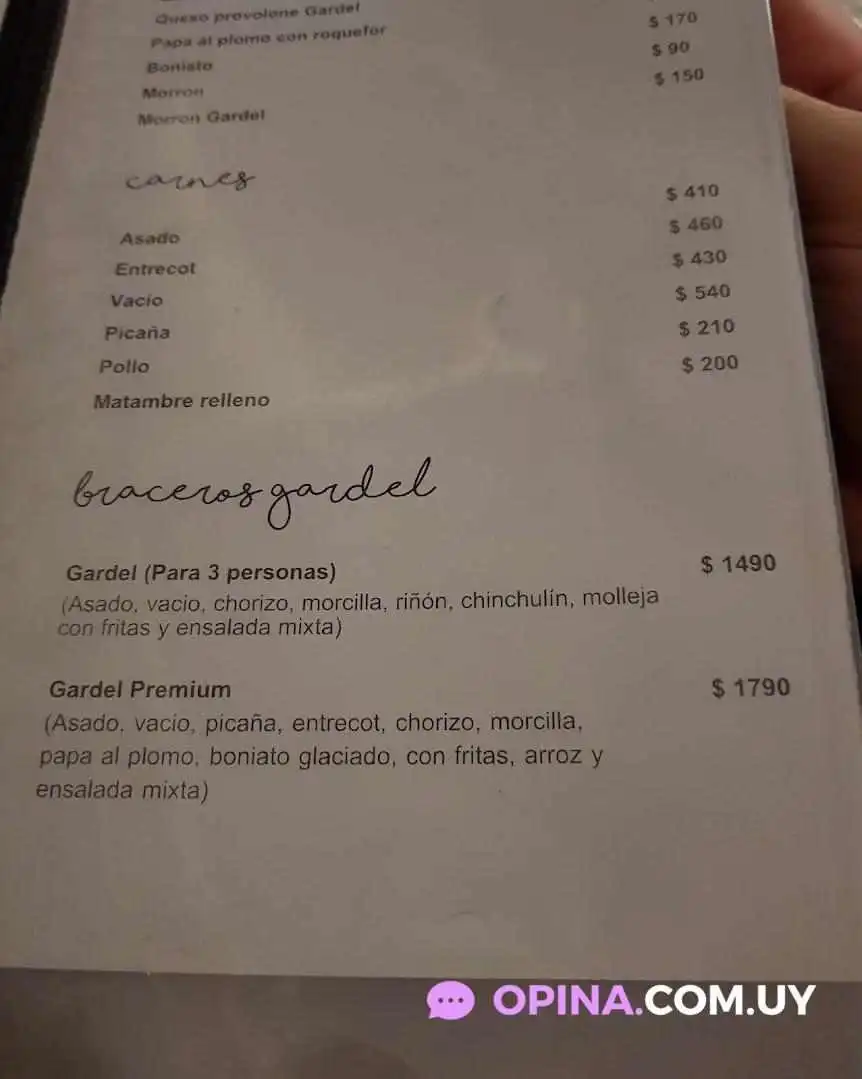 Queso provolone Gardel
Papa al plomo con roquefor $ 170
Boniato $ 90
Morron $ 150
Morron Gardel
carnes
Asado $ 410
Entrecot $ 460
Vacio $ 430
Picaña $ 540
Pollo $ 210
Matambre relleno $ 200
braceros gardel
Gardel (Para 3 personas) $ 1490
(Asado, vacio, chorizo, morcilla, riñón, chinchulín, molleja
con fritas y ensalada mixta)
Gardel Premium $ 1790
(Asado, vacio, picaña, entrecot, chorizo, morcilla,
papa al plomo, boniato glaciado, con fritas, arroz y
ensalada mixta)
OPINA.COM.UY